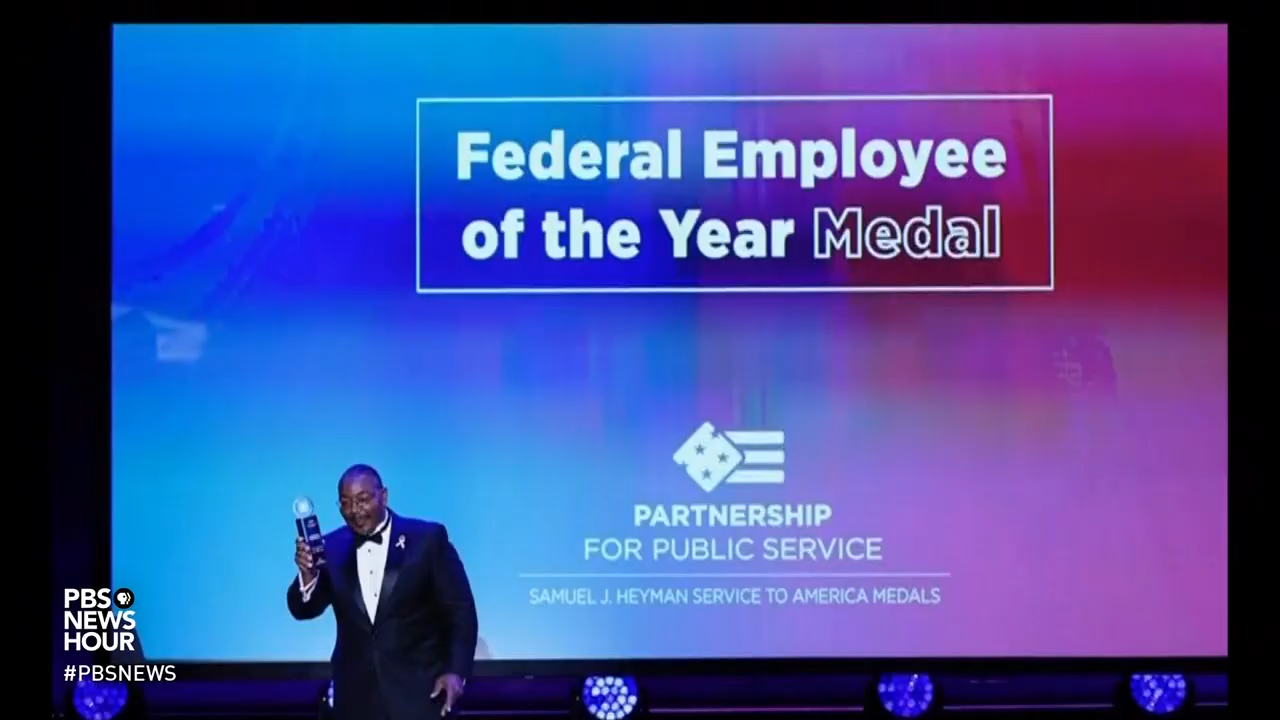 Federal Employee
of the Year Medal
PARTNERSHIP
FOR PUBLIC SERVICE
SAMUEL J. HEYMAN SERVICE TO AMERICA MEDALS
PBS
NEWS
HOUR
#PBSNEWS